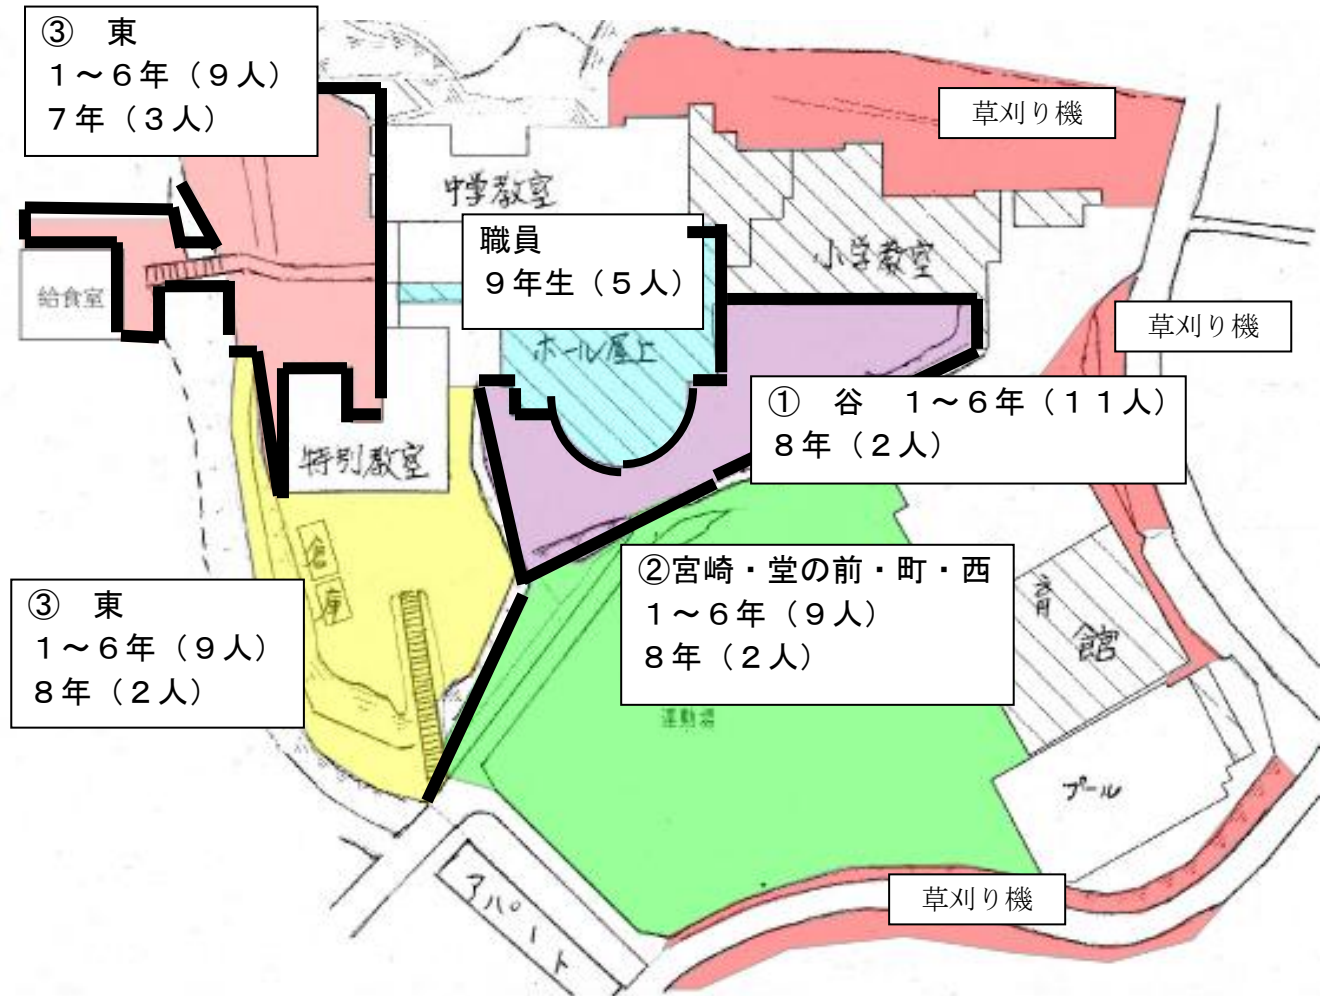 ③　東
１～６年（９人）
７年（３人）
草刈り機
中学教室
職員
９年生（５人）
小学教室
給食室
草刈り機
ホール屋上
①　谷　１～６年（１１人）
８年（２人）
特別教室
倉庫
②宮崎・堂の前・町・西
１～６年（９人）
８年（２人）
③　東
１～６年（９人）
８年（２人）
館
運動場
プール
アパート
草刈り機